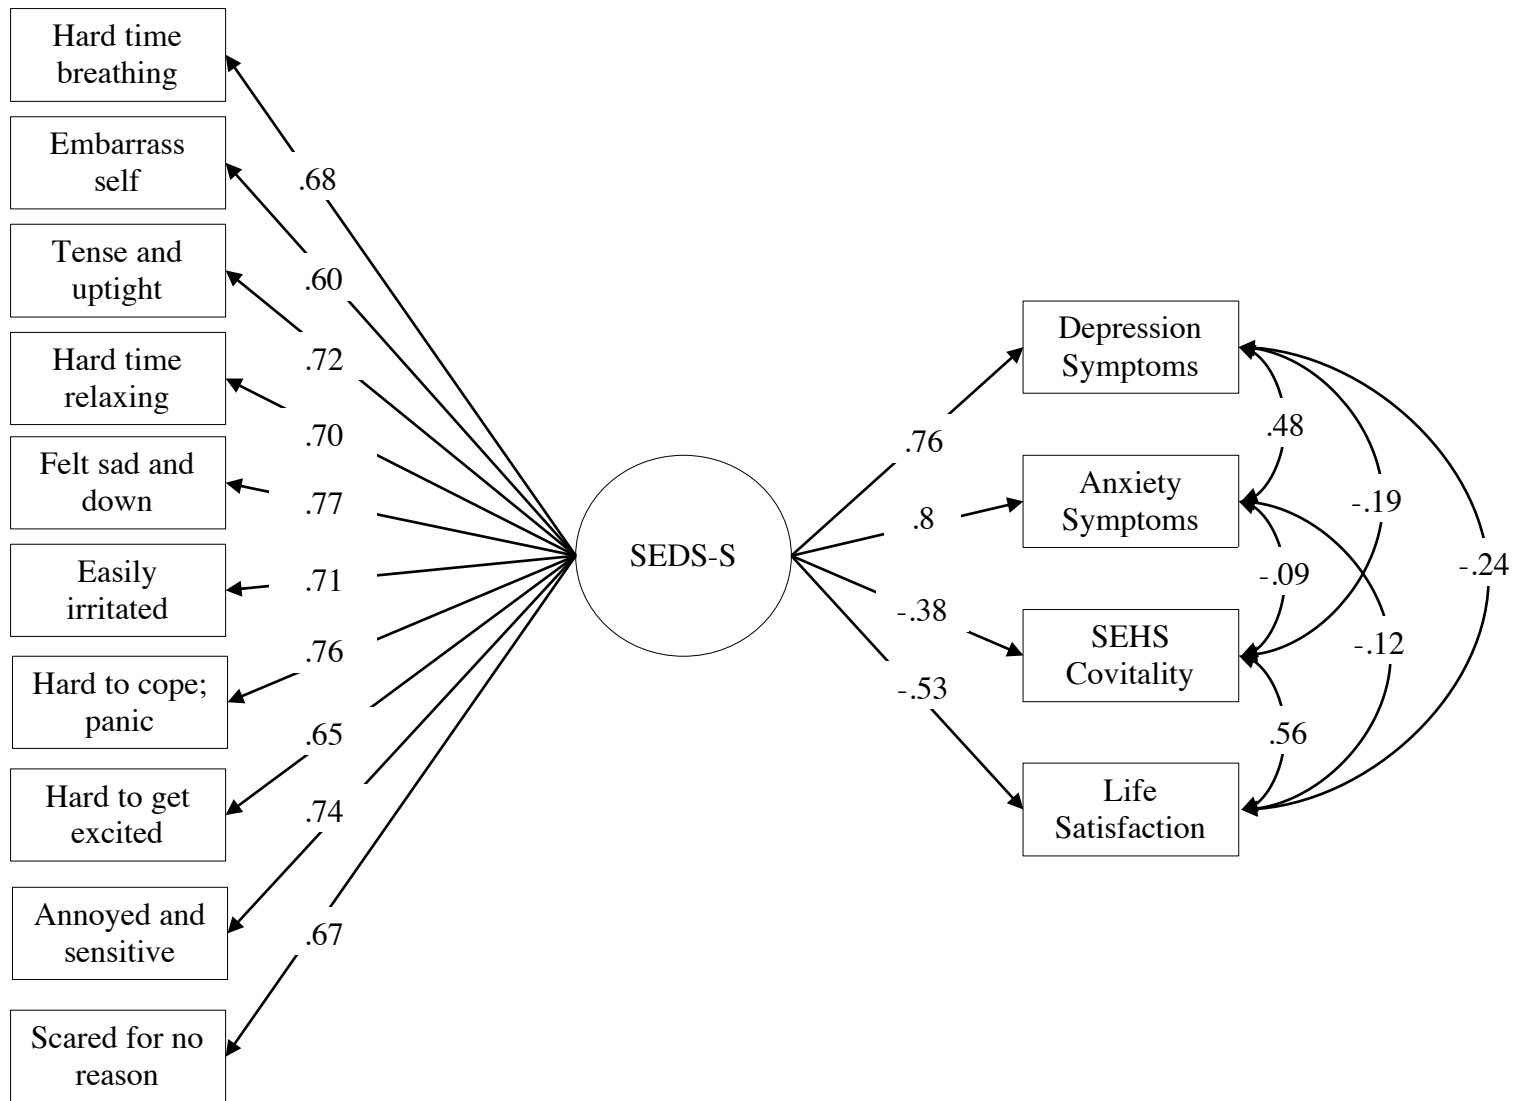 Hard time
breathing
Embarrass
self
Tense and
uptight
Hard time
relaxing
Felt sad and
down
Easily
irritated
Hard to cope;
panic
Hard to get
excited
Annoyed and
sensitive
Scared for no
reason
.68
.60
.72
.70
.77
.71
.76
.65
.74
.67
SEDS-S
.76
.8
-.38
-.53
Depression
Symptoms
Anxiety
Symptoms
SEHS
Covitality
Life
Satisfaction
.48
-.19
-.09
-.24
-.12
.56